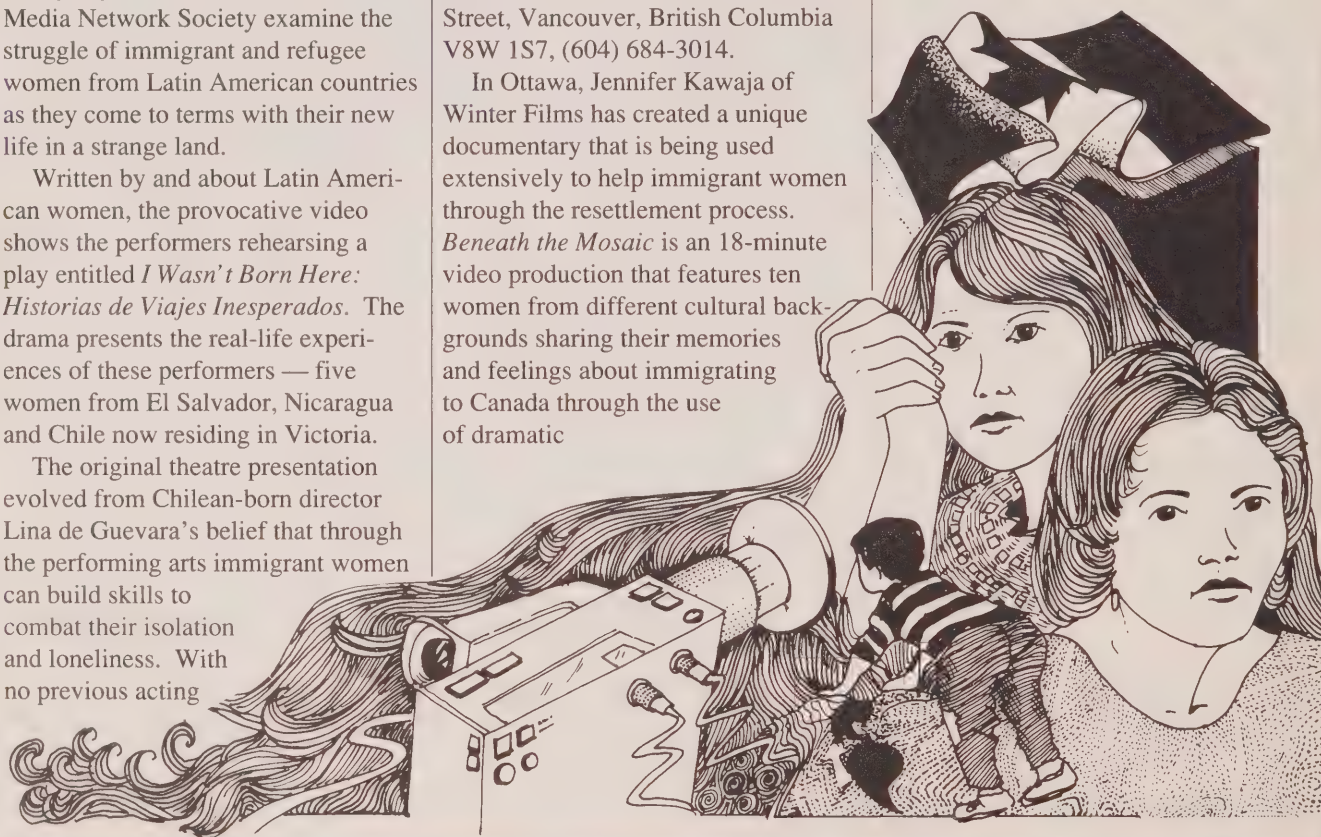 Media Network Society examine the
struggle of immigrant and refugee
women from Latin American countries
as they come to terms with their new
life in a strange land.
Written by and about Latin Ameri-
can women, the provocative video
shows the performers rehearsing a
play entitled I Wasn't Born Here:
Historias de Viajes Inesperados. The
drama presents the real-life experi-
ences of these performers — five
women from El Salvador, Nicaragua
and Chile now residing in Victoria.
The original theatre presentation
evolved from Chilean-born director
Lina de Guevara's belief that through
the performing arts immigrant women
can build skills to
combat their isolation
and loneliness. With
no previous acting
Street, Vancouver, British Columbia
V8W 1S7, (604) 684-3014.
In Ottawa, Jennifer Kawaja of
Winter Films has created a unique
documentary that is being used
extensively to help immigrant women
through the resettlement process.
Beneath the Mosaic is an 18-minute
video production that features ten
women from different cultural back-
grounds sharing their memories
and feelings about immigrating
to Canada through the use
of dramatic